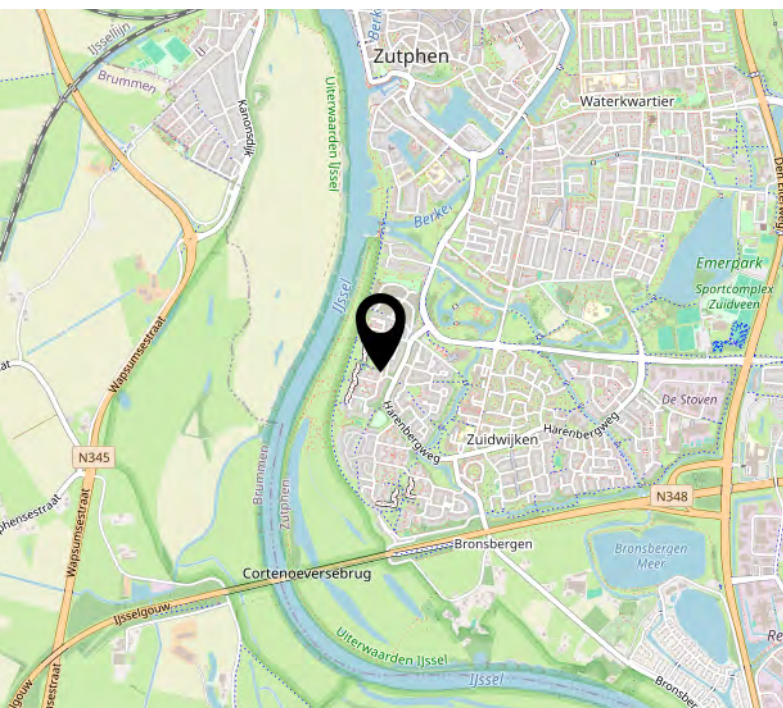 IJssellijn
Berkel
Zutphen
Brummen
Waterkwartier
Uiterwaarden IJssel
Kanonsdijk
Den Elterweg
Berkel
Emerpark
Sportcomplex
Zuidveen
IJssel
Wapsumsestraat
De Stoven
Harenbergweg
Harenbergweg
Zuidwijken
N345
Brummen
Zutphen
N348
Wapsumsestraat
Bronsbergen
Bronsbergen
Meer
Cortenoeversebrug
IJsselgouw
Uiterwaarden IJssel
IJssel